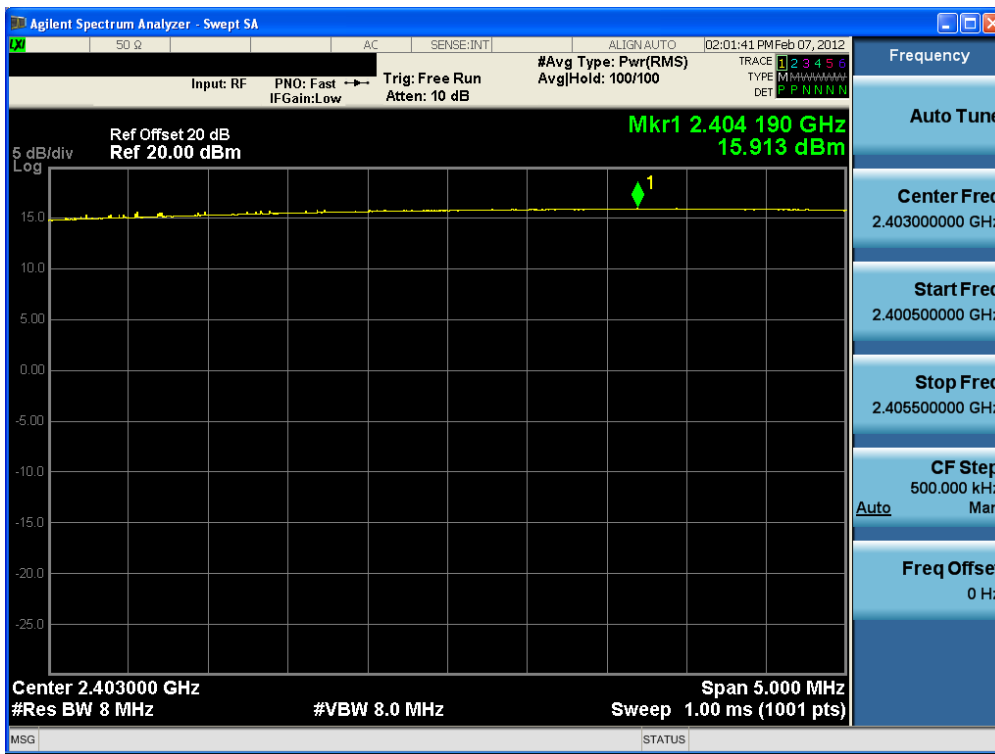 Agilent Spectrum Analyzer - Swept SA
LXI 50 Ω AC SENSE:INT ALIGN AUTO 02:01:41 PM Feb 07, 2012
Frequency
Input: RF PNO: Fast Trig: Free Run #Avg Type: Pwr(RMS) TRACE 1 2 3 4 5 6
IFGain:Low Atten: 10 dB Avg|Hold: 100/100 TYPE M
DET P P N N N N
Auto Tune
Mkr1 2.404 190 GHz
15.913 dBm
Ref Offset 20 dB
5 dB/div Ref 20.00 dBm
Log
1
15.0
10.0
5.00
0.00
-5.00
-10.0
-15.0
-20.0
-25.0
Center 2.403000 GHz Span 5.000 MHz
#Res BW 8 MHz #VBW 8.0 MHz Sweep 1.00 ms (1001 pts)
Center Freq
2.403000000 GHz
Start Freq
2.400500000 GHz
Stop Freq
2.405500000 GHz
CF Step
500.000 kHz
Auto Man
Freq Offset
0 Hz
MSG STATUS